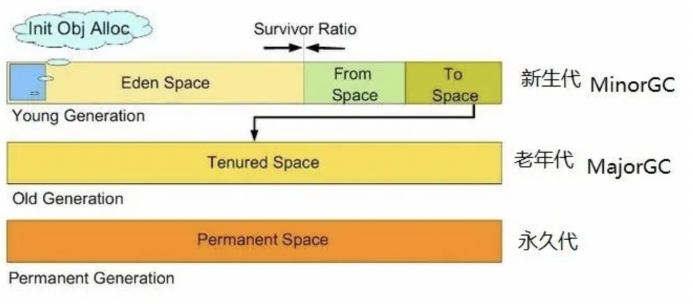 Init Obj Alloc
Survivor Ratio
Eden Space
From
Space
To
Space
新生代 MinorGC
Young Generation
Tenured Space
老年代 MajorGC
Old Generation
Permanent Space
永久代
Permanent Generation